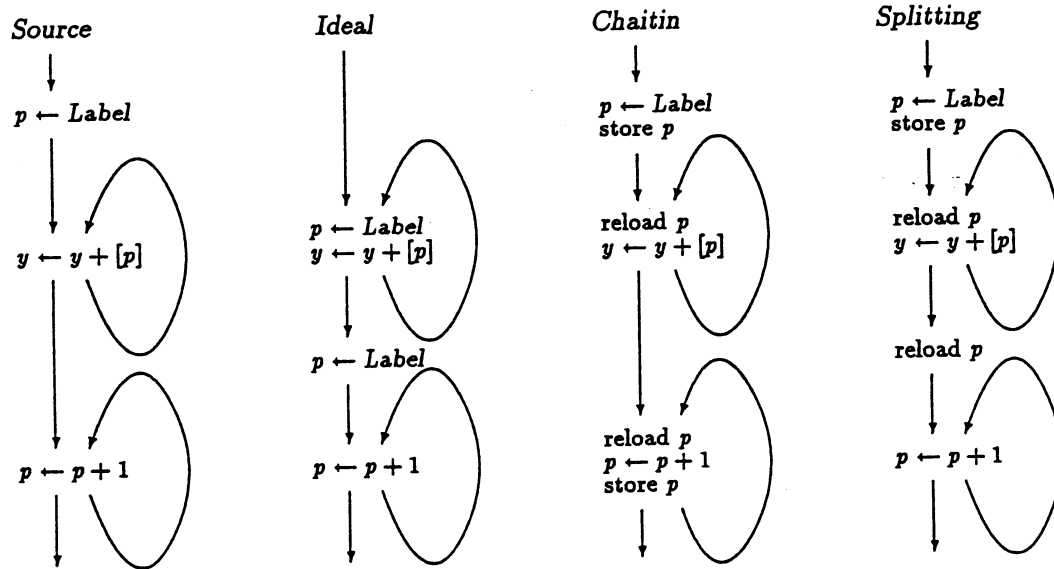 Source
p ← Label
y ← y + [p]
p ← p + 1
Ideal
p ← Label
y ← y + [p]
p ← Label
p ← p + 1
Chaitin
p ← Label
store p
reload p
y ← y + [p]
reload p
p ← p + 1
store p
Splitting
p ← Label
store p
reload p
y ← y + [p]
reload p
p ← p + 1